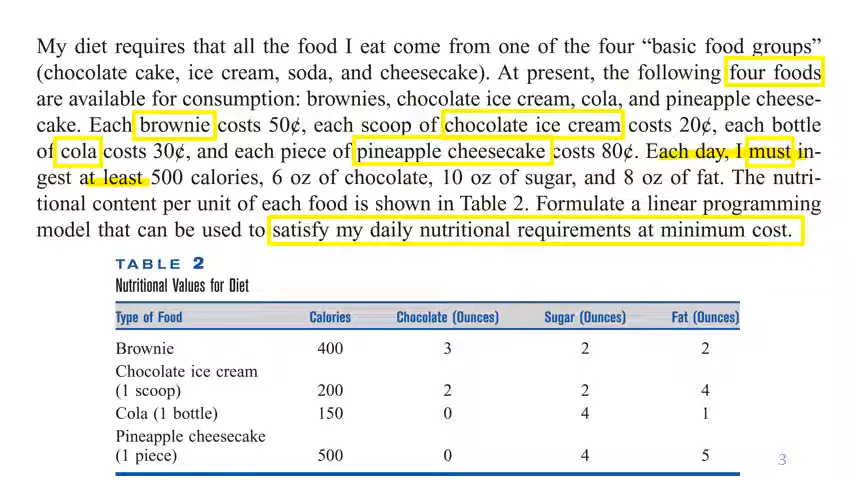 My diet requires that all the food I eat come from one of the four “basic food groups”
(chocolate cake, ice cream, soda, and cheesecake). At present, the following four foods
are available for consumption: brownies, chocolate ice cream, cola, and pineapple cheese-
cake. Each brownie costs 50¢, each scoop of chocolate ice cream costs 20¢, each bottle
of cola costs 30¢, and each piece of pineapple cheesecake costs 80¢. Each day, I must in-
gest at least 500 calories, 6 oz of chocolate, 10 oz of sugar, and 8 oz of fat. The nutri-
tional content per unit of each food is shown in Table 2. Formulate a linear programming
model that can be used to satisfy my daily nutritional requirements at minimum cost.
TABLE 2
Nutritional Values for Diet
Type of Food Calories Chocolate (Ounces) Sugar (Ounces) Fat (Ounces)
Brownie 400 3 2 2
Chocolate ice cream
(1 scoop) 200 2 2 4
Cola (1 bottle) 150 0 4 1
Pineapple cheesecake
(1 piece) 500 0 4 5
3